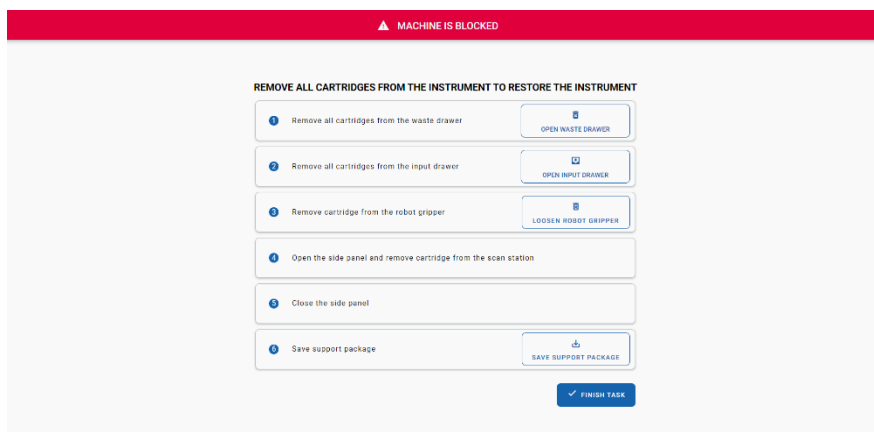 MACHINE IS BLOCKED
REMOVE ALL CARTRIDGES FROM THE INSTRUMENT TO RESTORE THE INSTRUMENT
1 Remove all cartridges from the waste drawer
OPEN WASTE DRAWER
2 Remove all cartridges from the input drawer
OPEN INPUT DRAWER
3 Remove cartridge from the robot gripper
LOOSEN ROBOT GRIPPER
4 Open the side panel and remove cartridge from the scan station
5 Close the side panel
6 Save support package
SAVE SUPPORT PACKAGE
FINISH TASK